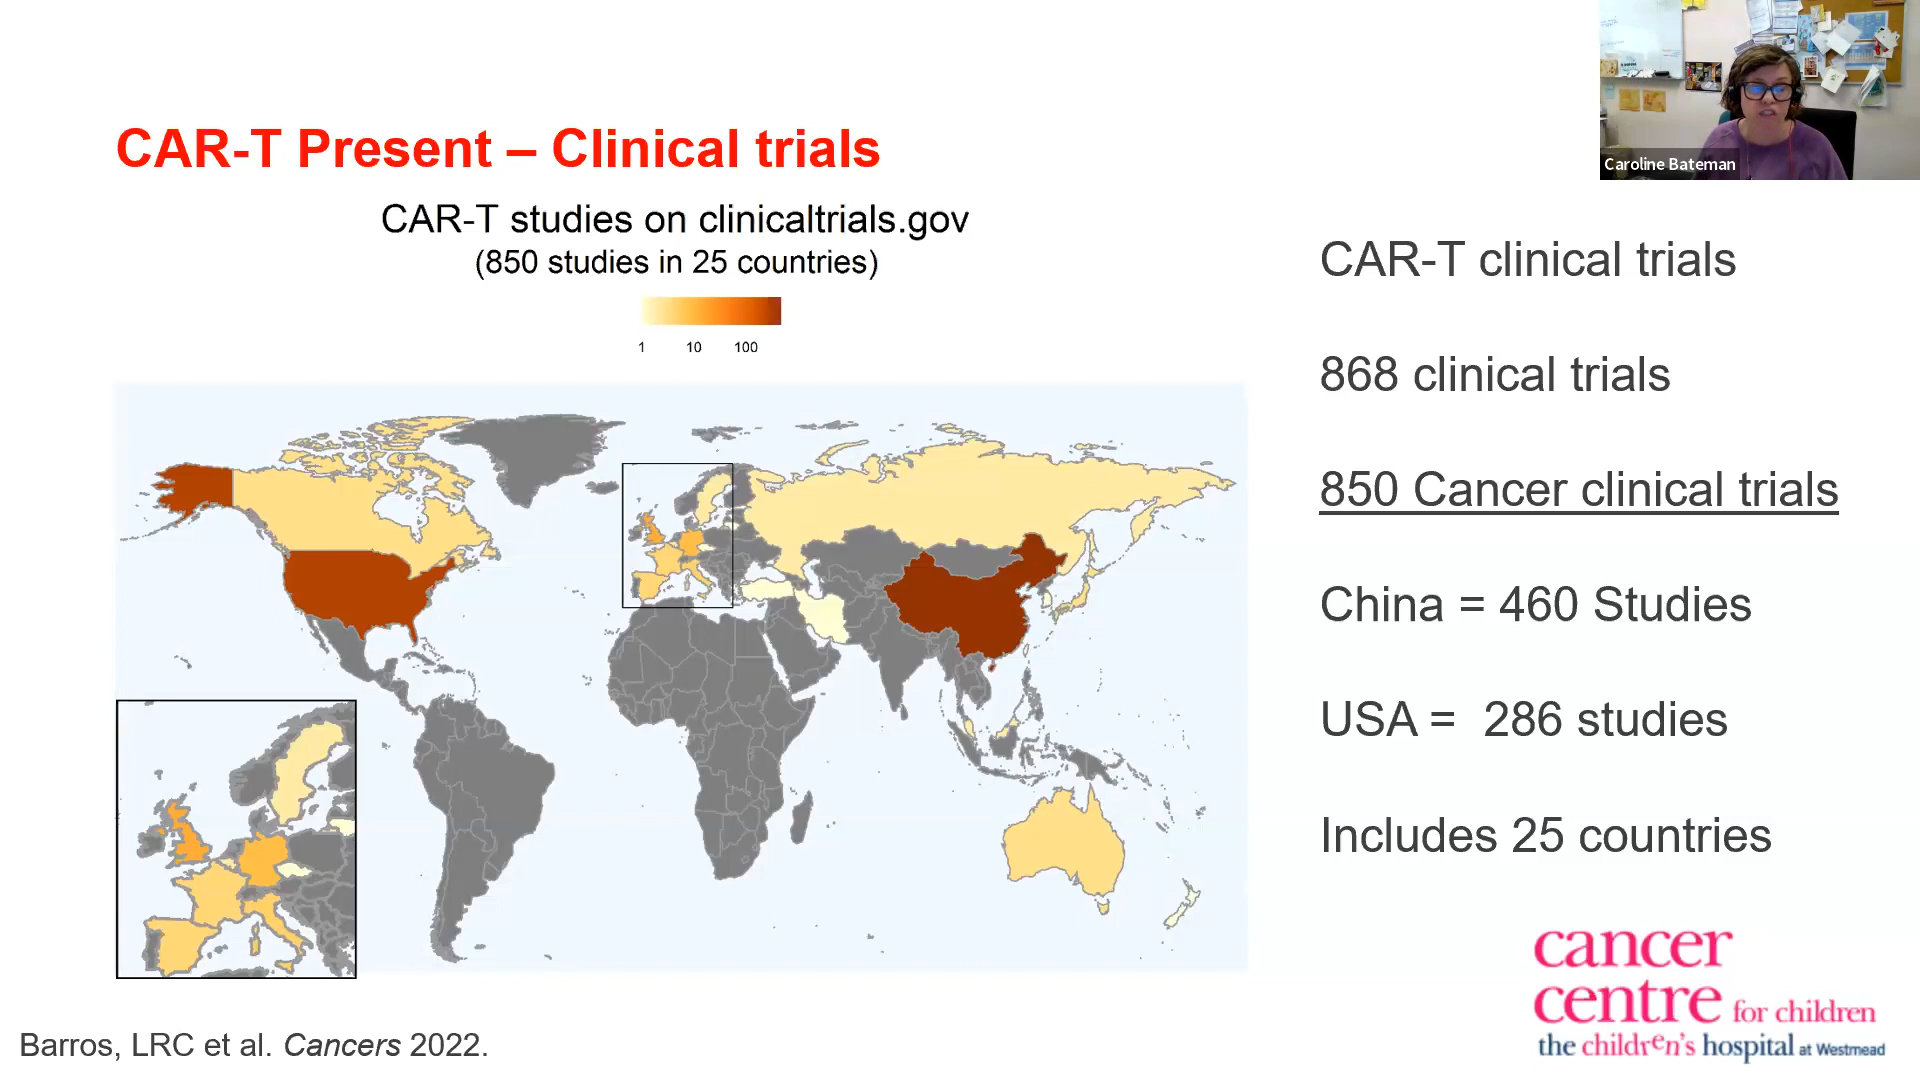 CAR-T Present – Clinical trials
CAR-T studies on clinicaltrials.gov
(850 studies in 25 countries)
1 10 100
Caroline Bateman
CAR-T clinical trials
868 clinical trials
850 Cancer clinical trials
China = 460 Studies
USA = 286 studies
Includes 25 countries
cancer
centre for children
the children's hospital at Westmead
Barros, LRC et al. Cancers 2022.